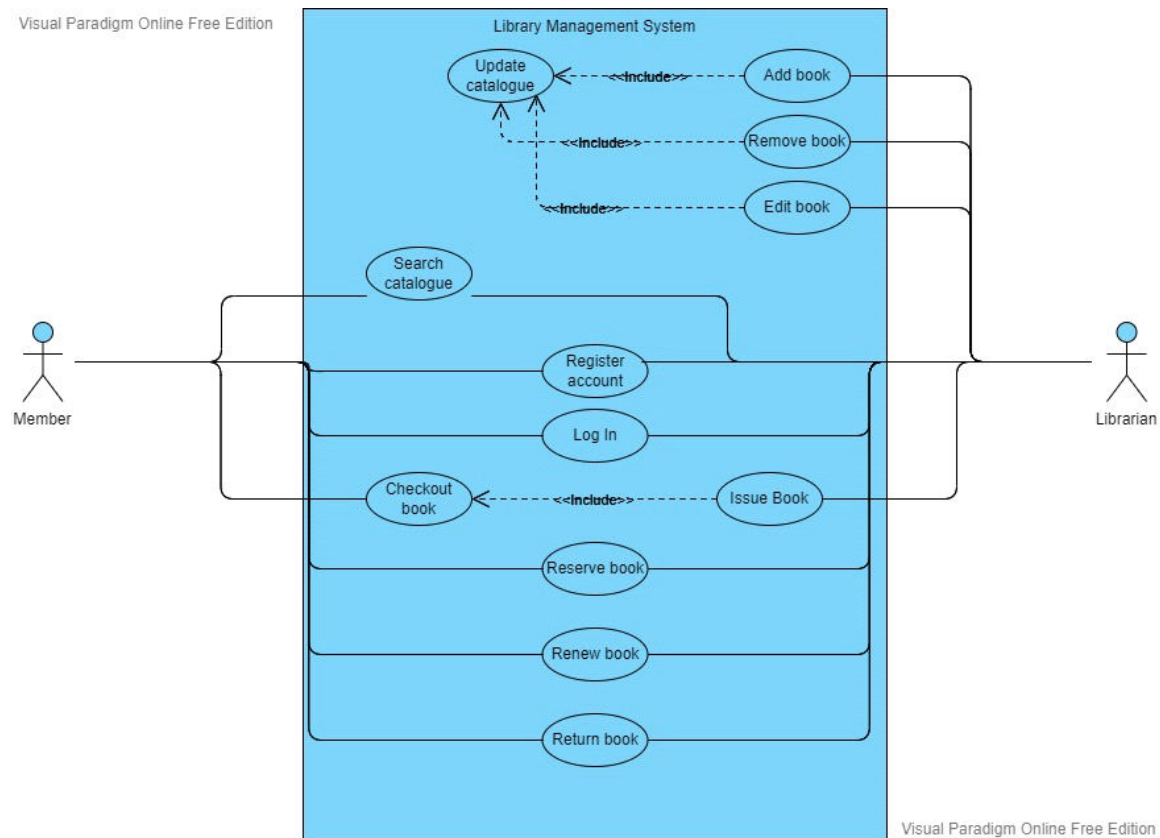 Visual Paradigm Online Free Edition
Library Management System
Update
catalogue
<<Include>>
Add book
<<Include>>
Remove book
<<Include>>
Edit book
Search
catalogue
Member
Register
account
Librarian
Log In
Checkout
book
<<Include>>
Issue Book
Reserve book
Renew book
Return book
Visual Paradigm Online Free Edition